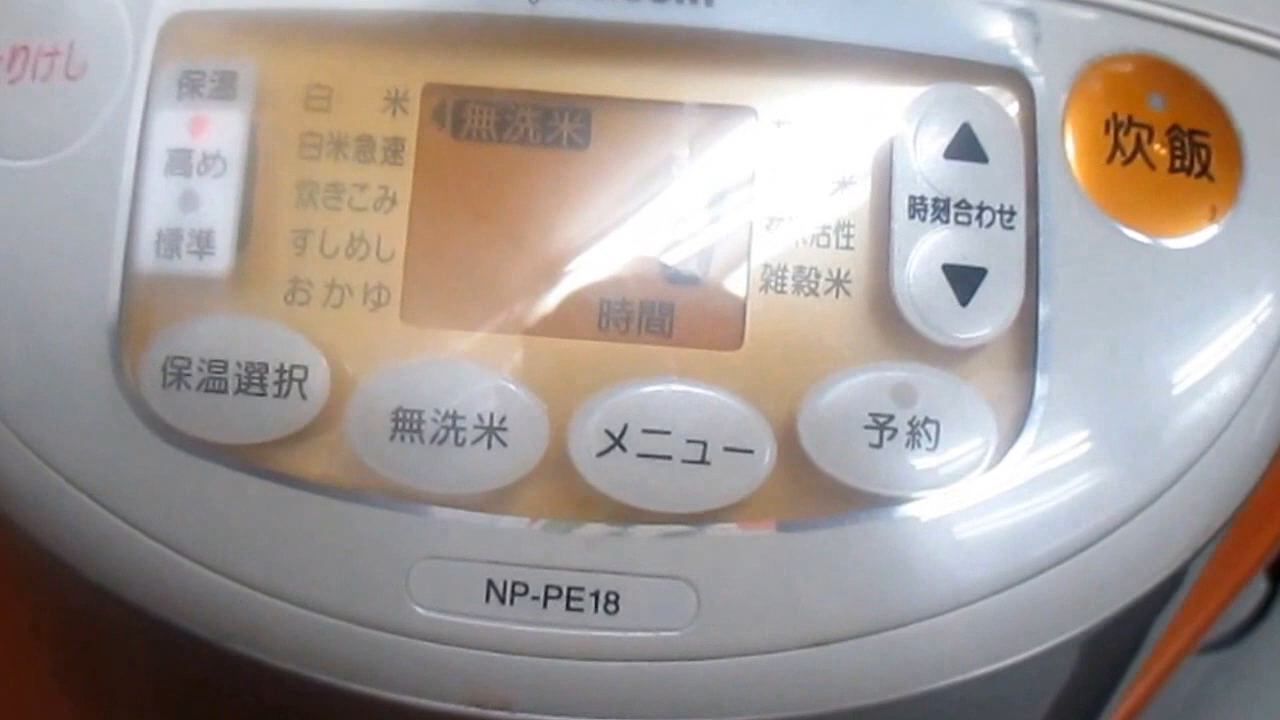 りけし
保温
高め
標準
白米
白米急速
炊きこみ
すしめし
おかゆ
無洗米
時間
米
活性
雑穀米
時刻合わせ
炊飯
保温選択
無洗米
メニュー
予約
NP-PE18